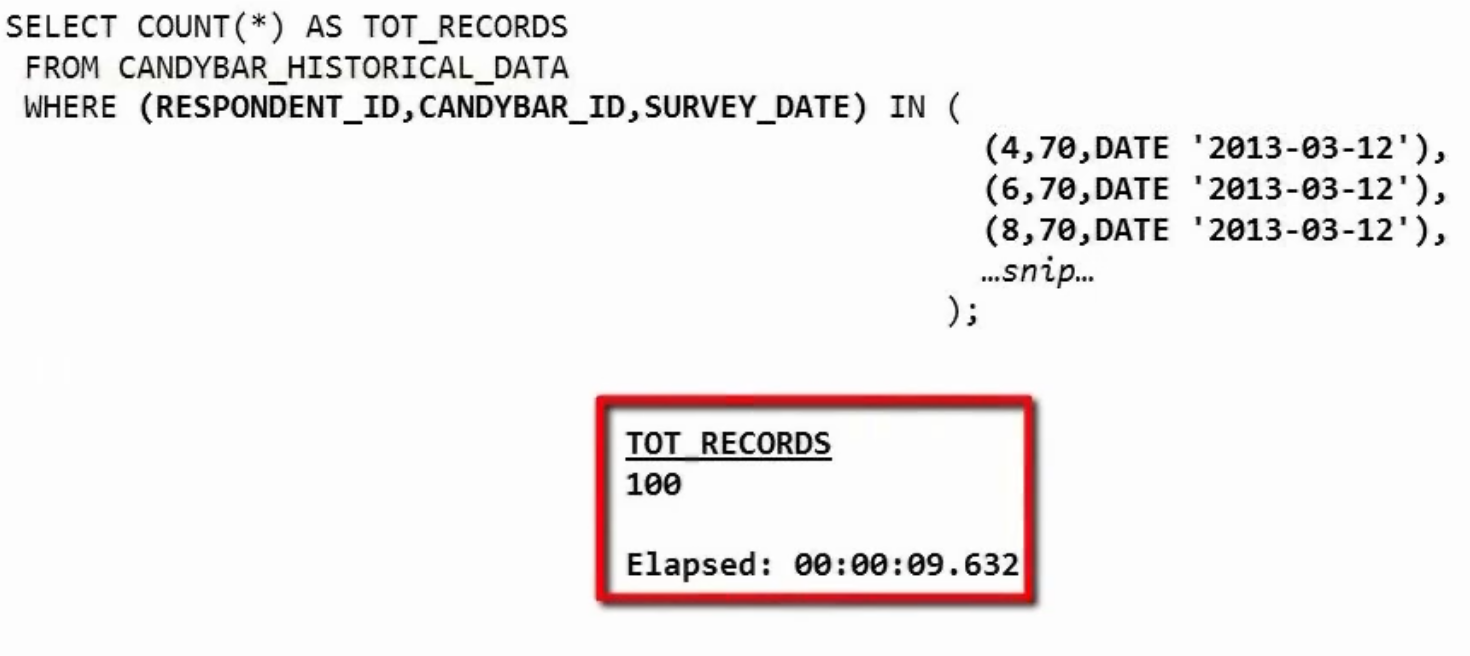 SELECT COUNT(*) AS TOT_RECORDS
FROM CANDYBAR_HISTORICAL_DATA
WHERE (RESPONDENT_ID,CANDYBAR_ID,SURVEY_DATE) IN (
(4,70,DATE '2013-03-12'),
(6,70,DATE '2013-03-12'),
(8,70,DATE '2013-03-12'),
…snip…
);
TOT_RECORDS
100
Elapsed: 00:00:09.632